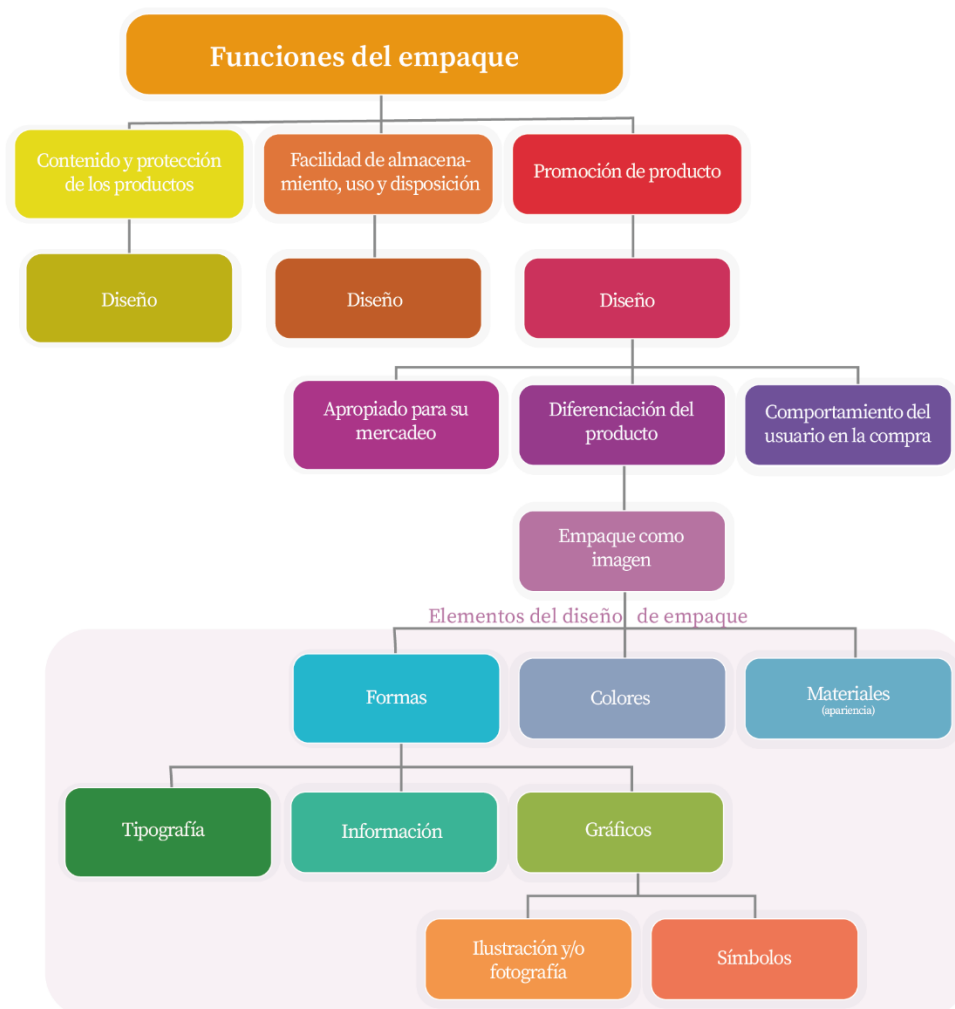 Funciones del empaque
Contenido y protección
de los productos
Facilidad de almacena-
miento, uso y disposición
Promoción de producto
Diseño
Diseño
Diseño
Apropiado para su
mercadeo
Diferenciación del
producto
Comportamiento del
usuario en la compra
Empaque como
imagen
Elementos del diseño de empaque
Formas
Colores
Materiales
(apariencia)
Tipografía
Información
Gráficos
Ilustración y/o
fotografía
Símbolos